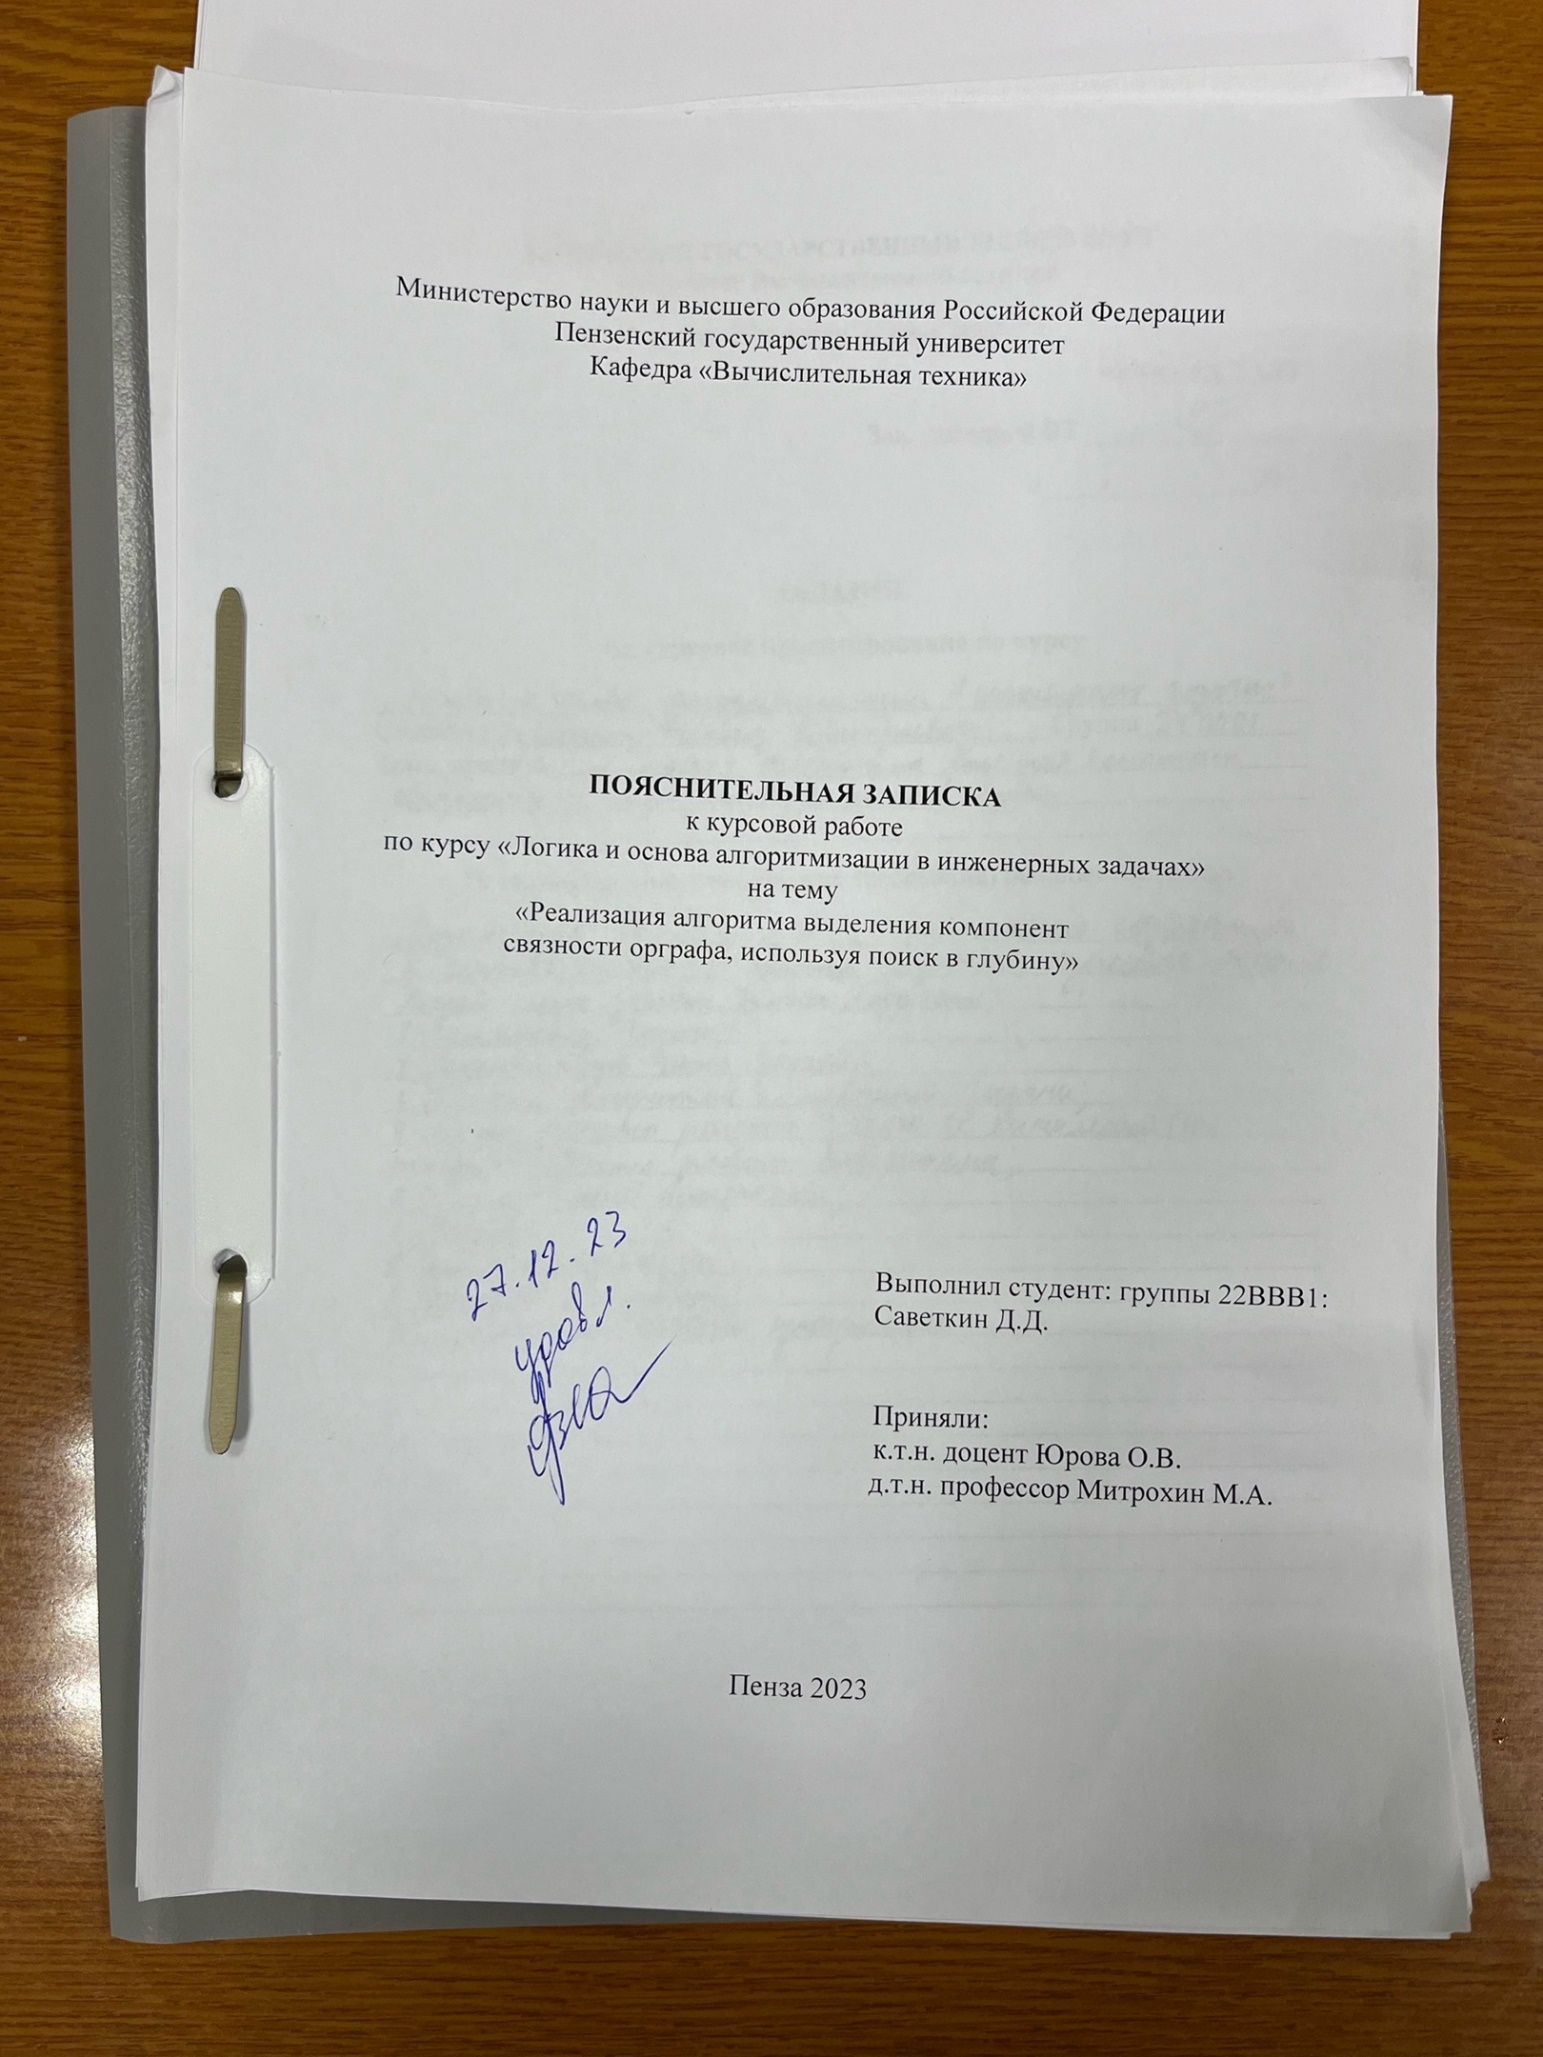 Министерство науки и высшего образования Российской Федерации
Пензенский государственный университет
Кафедра «Вычислительная техника»
ПОЯСНИТЕЛЬНАЯ ЗАПИСКА
к курсовой работе
по курсу «Логика и основа алгоритмизации в инженерных задачах»
на тему
«Реализация алгоритма выделения компонент
связности орграфа, используя поиск в глубину»
27.12.23
удовл.
Выполнил студент: группы 22ВВВ1:
Саветкин Д.Д.
Приняли:
к.т.н. доцент Юрова О.В.
д.т.н. профессор Митрохин М.А.
Пенза 2023